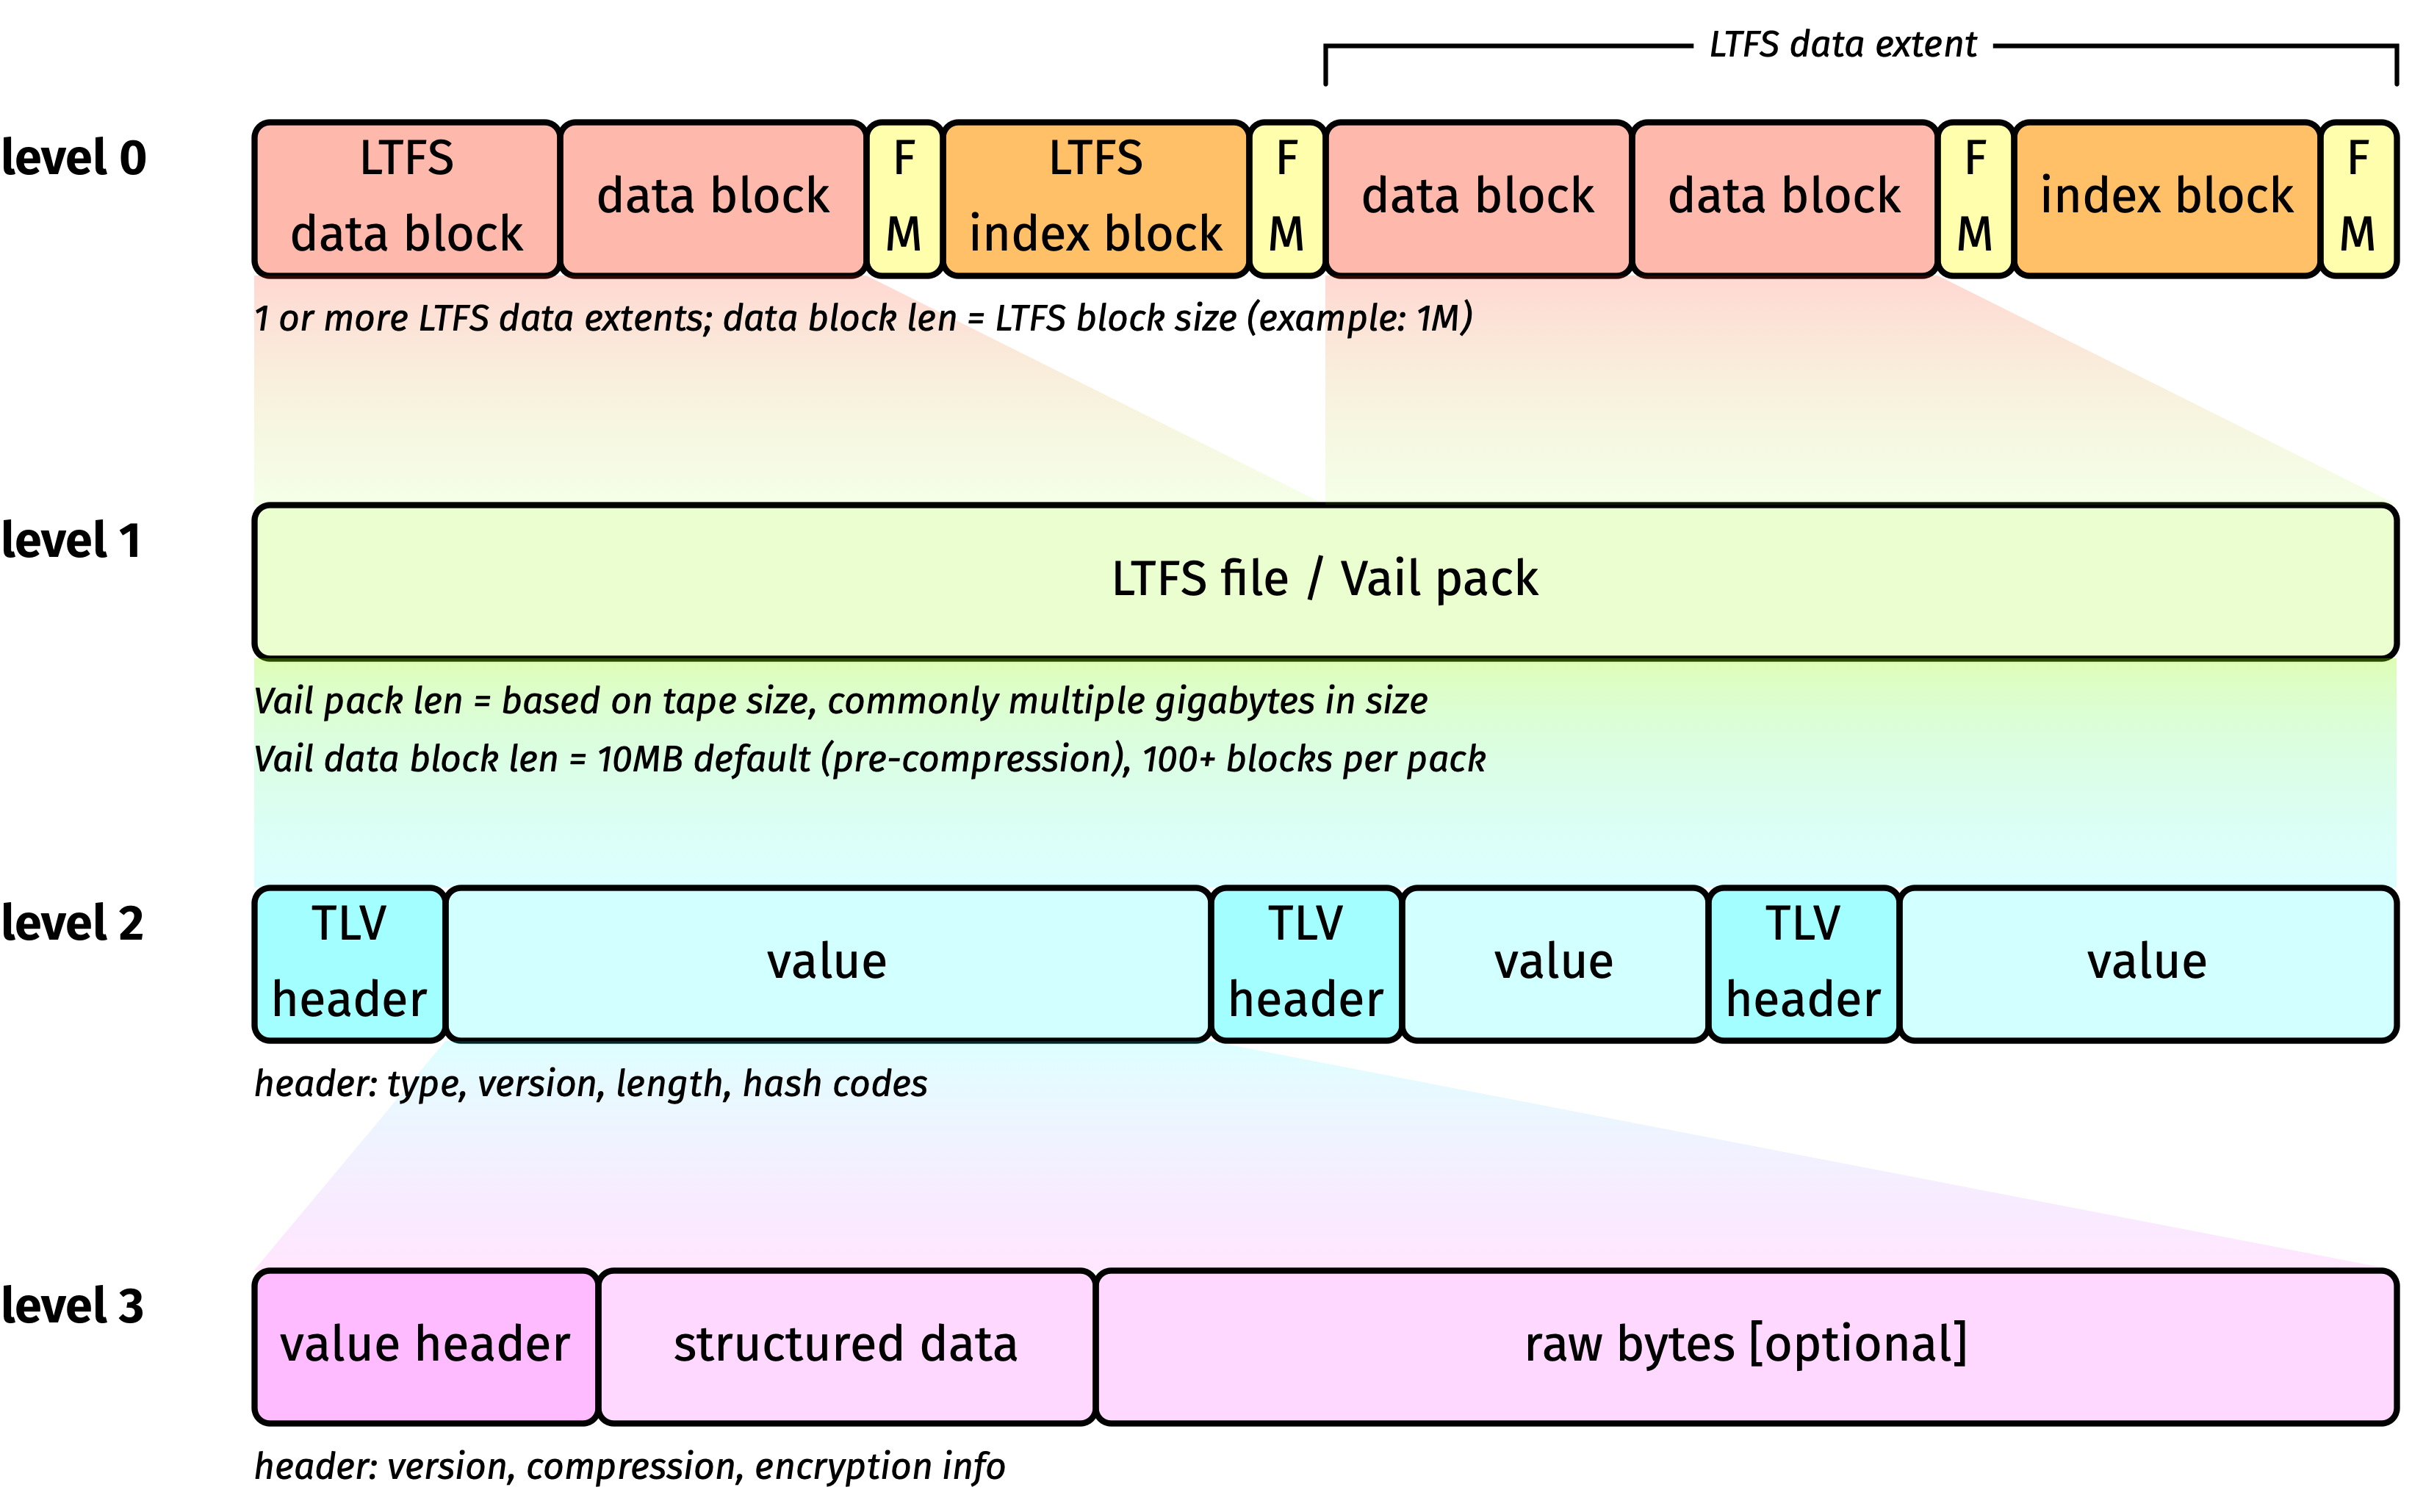 LTFS data extent
level 0
LTFS
data block
data block
F
M
LTFS
index block
F
M
data block
data block
F
M
index block
F
M
1 or more LTFS data extents; data block len = LTFS block size (example: 1M)
level 1
LTFS file / Vail pack
Vail pack len = based on tape size, commonly multiple gigabytes in size
Vail data block len = 10MB default (pre-compression), 100+ blocks per pack
level 2
TLV
header
value
TLV
header
value
TLV
header
value
header: type, version, length, hash codes
level 3
value header
structured data
raw bytes [optional]
header: version, compression, encryption info